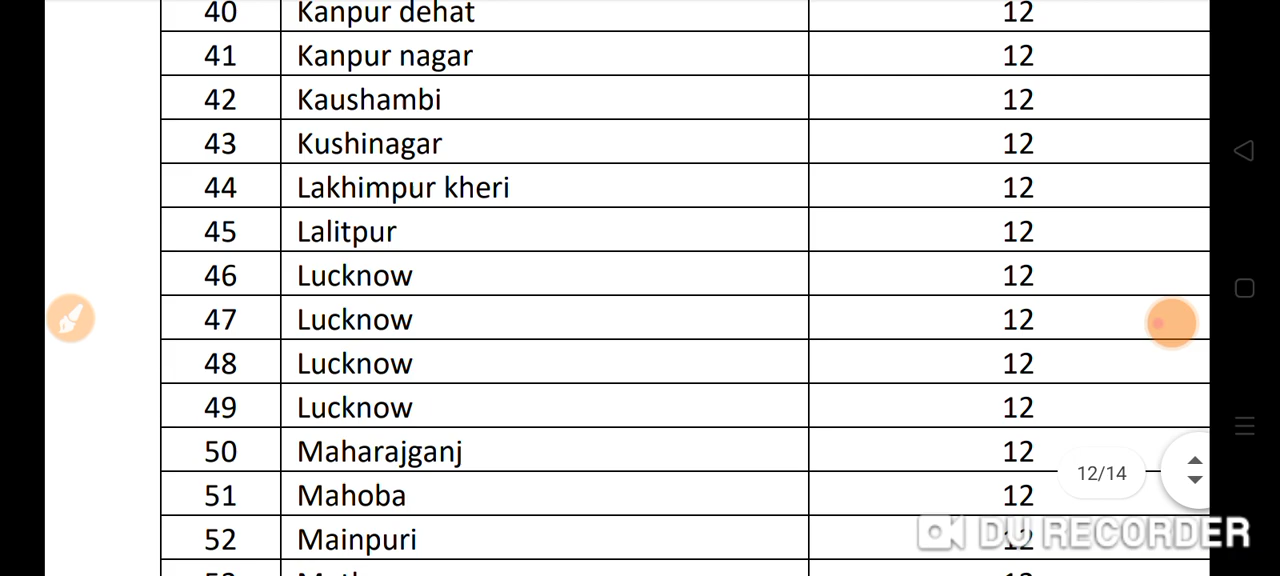 40 Kanpur dehat 12
41 Kanpur nagar 12
42 Kaushambi 12
43 Kushinagar 12
44 Lakhimpur kheri 12
45 Lalitpur 12
46 Lucknow 12
47 Lucknow 12
48 Lucknow 12
49 Lucknow 12
50 Maharajganj 12
12/14
51 Mahoba 12
52 Mainpuri 12
DU RECORDER